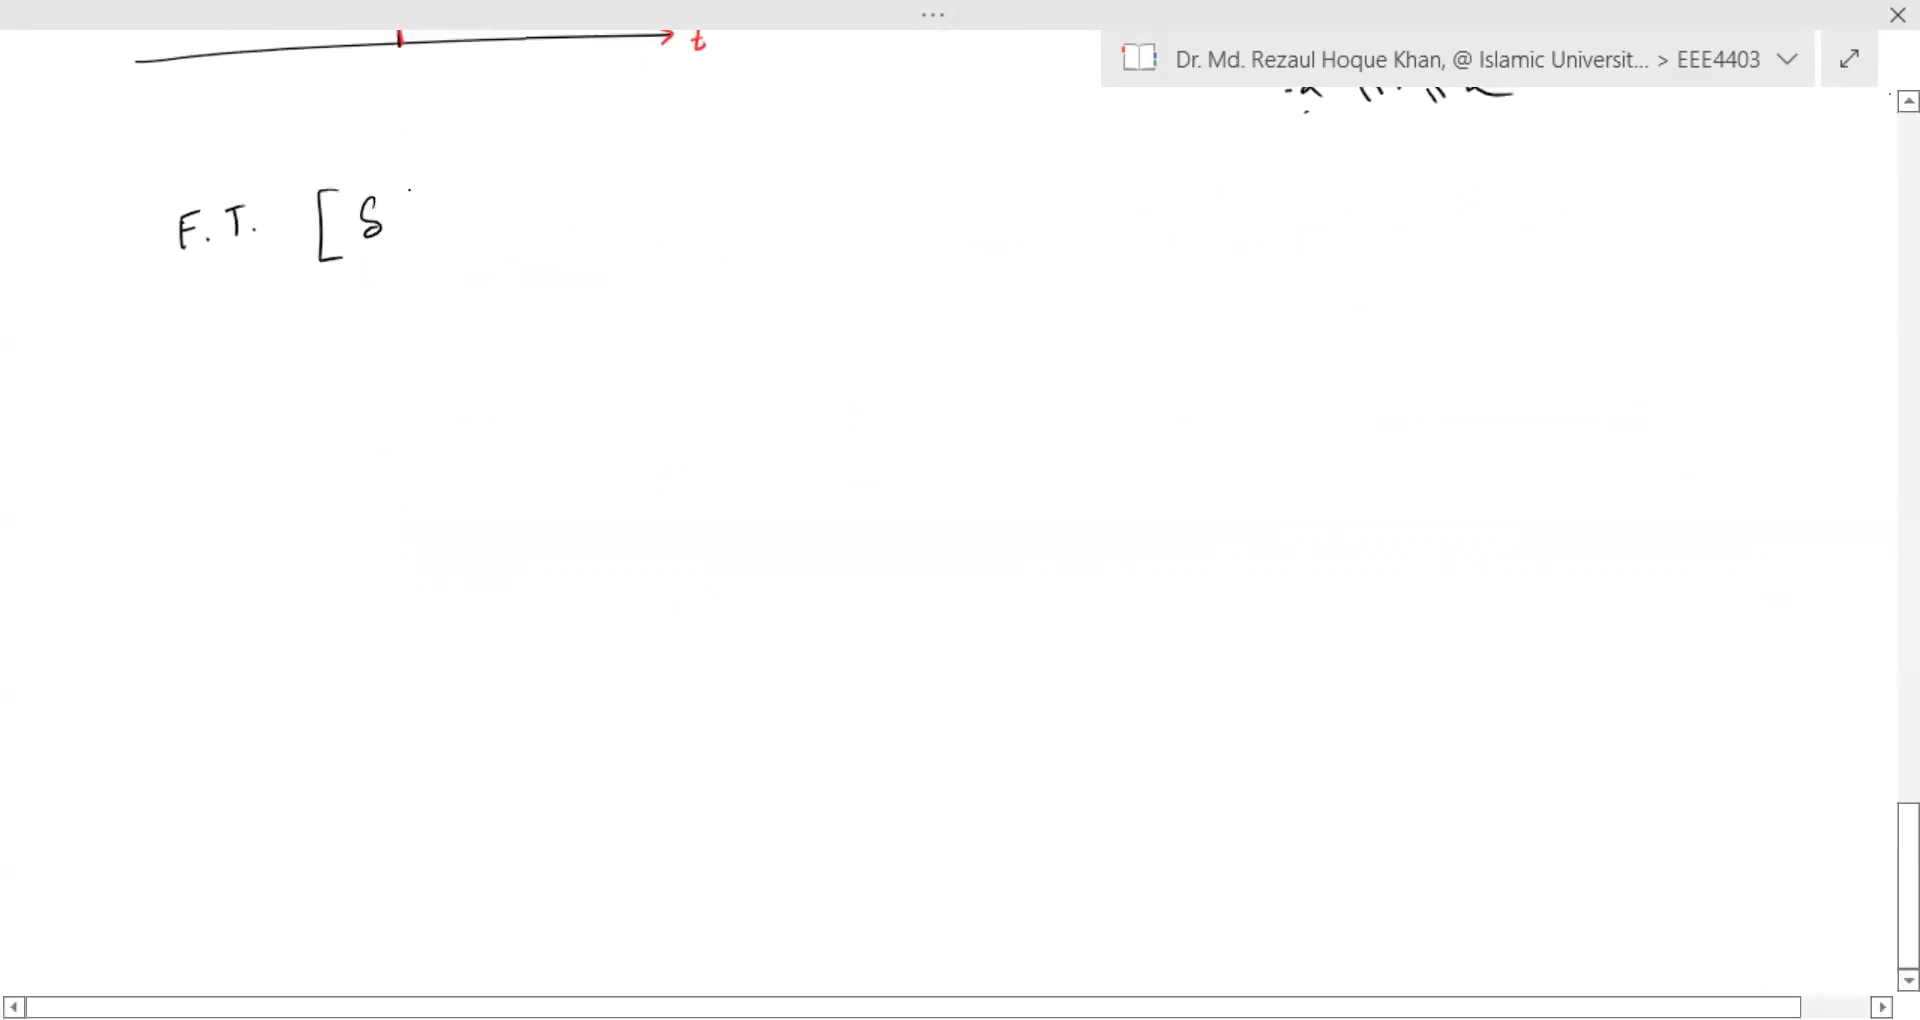 t
Dr. Md. Rezaul Hoque Khan, @ Islamic Universit... > EEE4403
F.T. [ δ